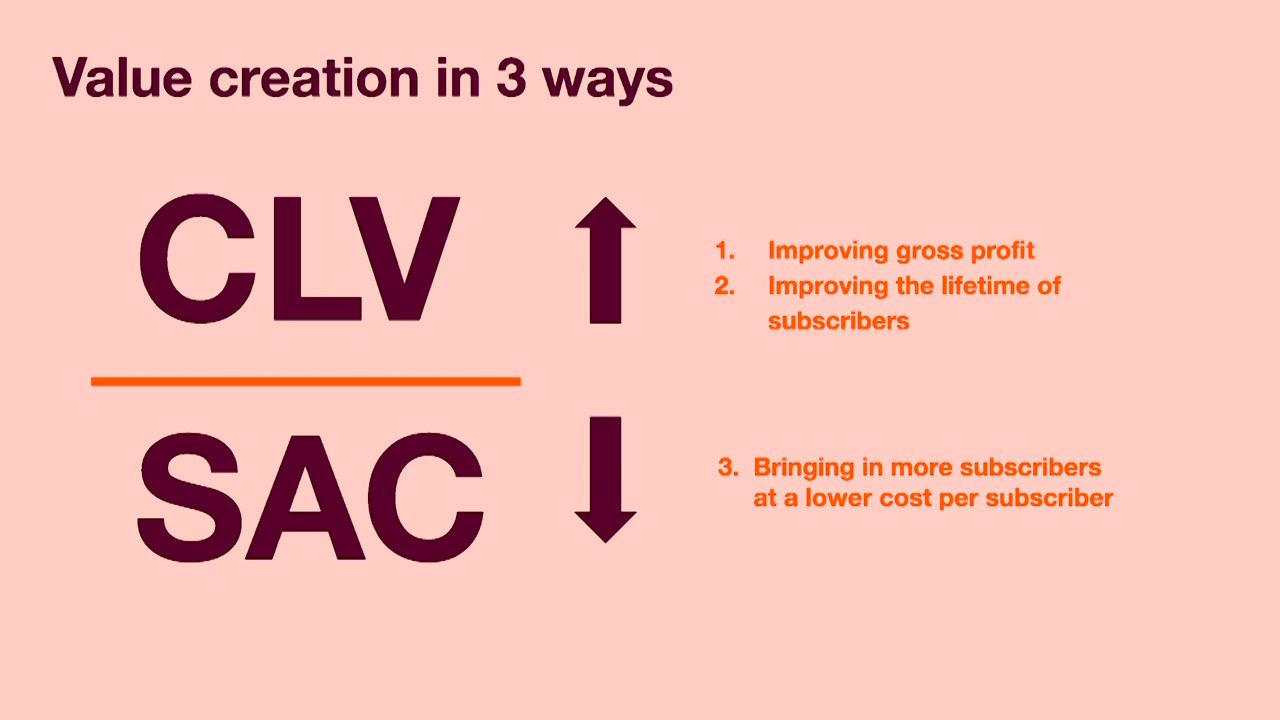 Value creation in 3 ways
CLV
1. Improving gross profit
2. Improving the lifetime of
subscribers
SAC
3. Bringing in more subscribers
at a lower cost per subscriber